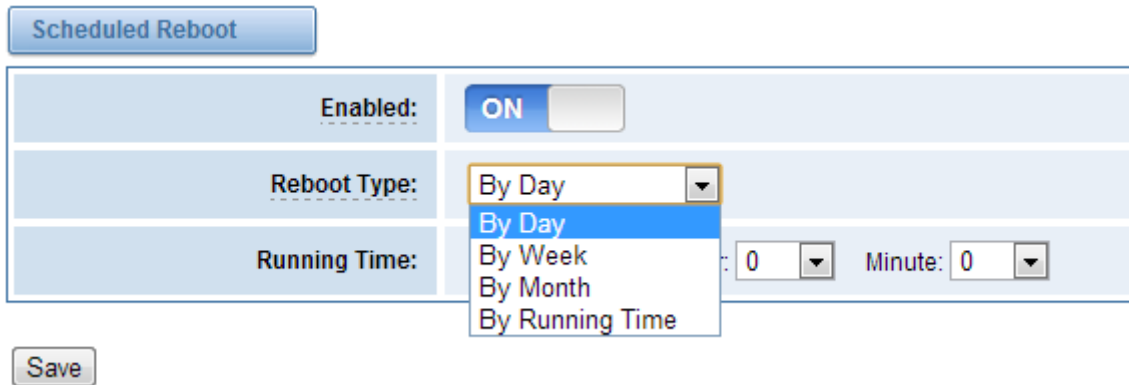 Scheduled Reboot
Enabled: ON
Reboot Type: By Day
By Day
By Week
By Month
By Running Time
Running Time: : 0 Minute: 0
Save